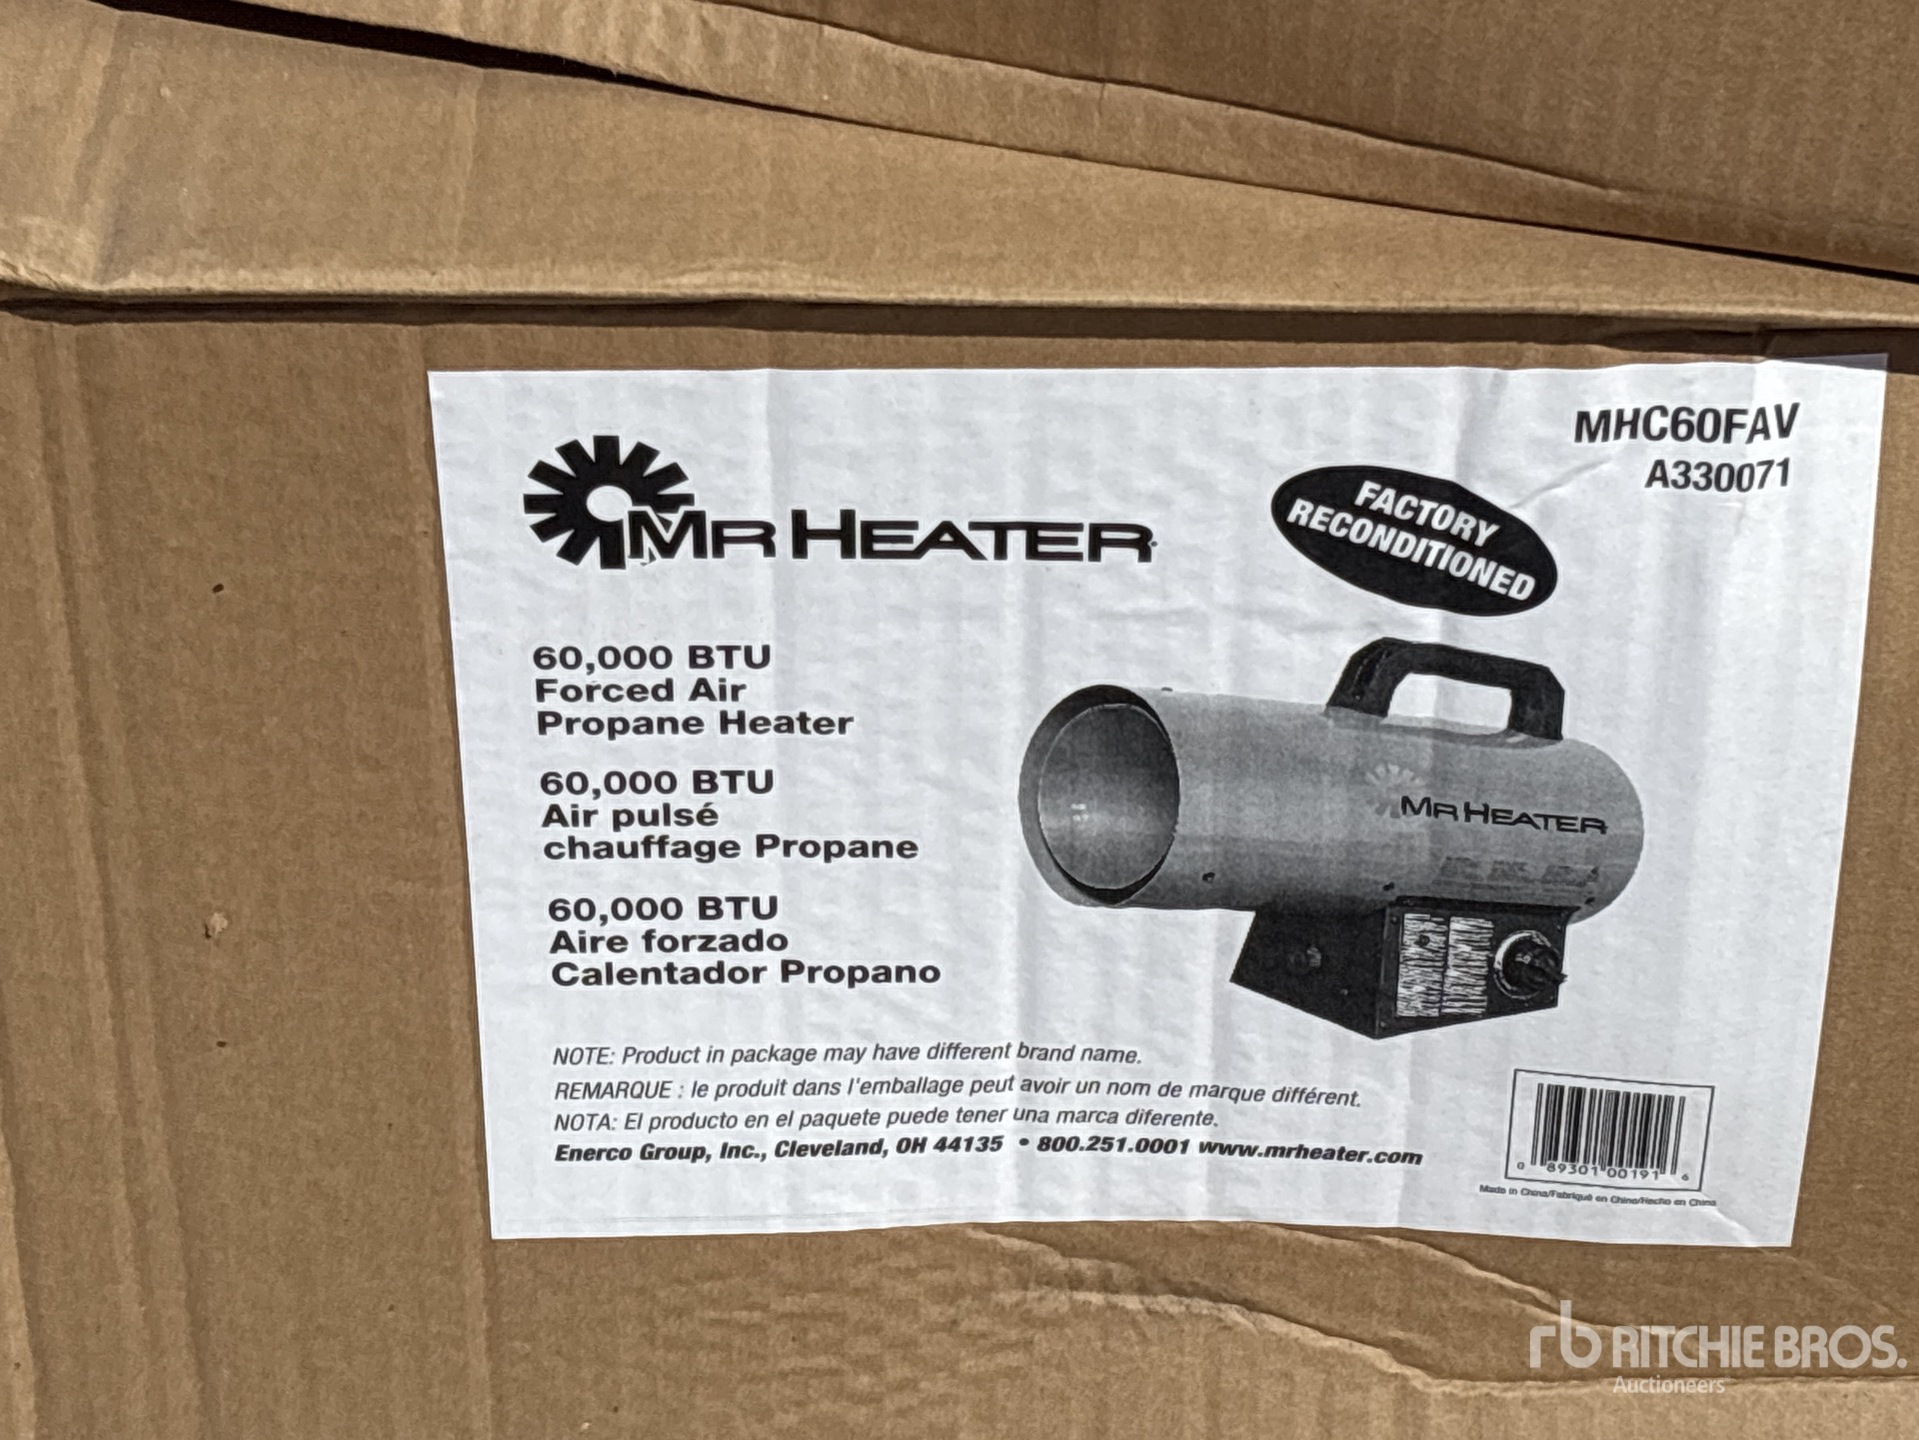 MHC60FAV
A330071
FACTORY
RECONDITIONED
MR HEATER
60,000 BTU
Forced Air
Propane Heater
60,000 BTU
Air pulsé
chauffage Propane
60,000 BTU
Aire forzado
Calentador Propano
MR HEATER
NOTE: Product in package may have different brand name.
REMARQUE : le produit dans l'emballage peut avoir un nom de marque différent.
NOTA: El producto en el paquete puede tener una marca diferente.
Enerco Group, Inc., Cleveland, OH 44135 • 800.251.0001 www.mrheater.com
0 89301 00191 6
Made in China/Fabriqué en Chine/Hecho en China
rb RITCHIE BROS.
Auctioneers